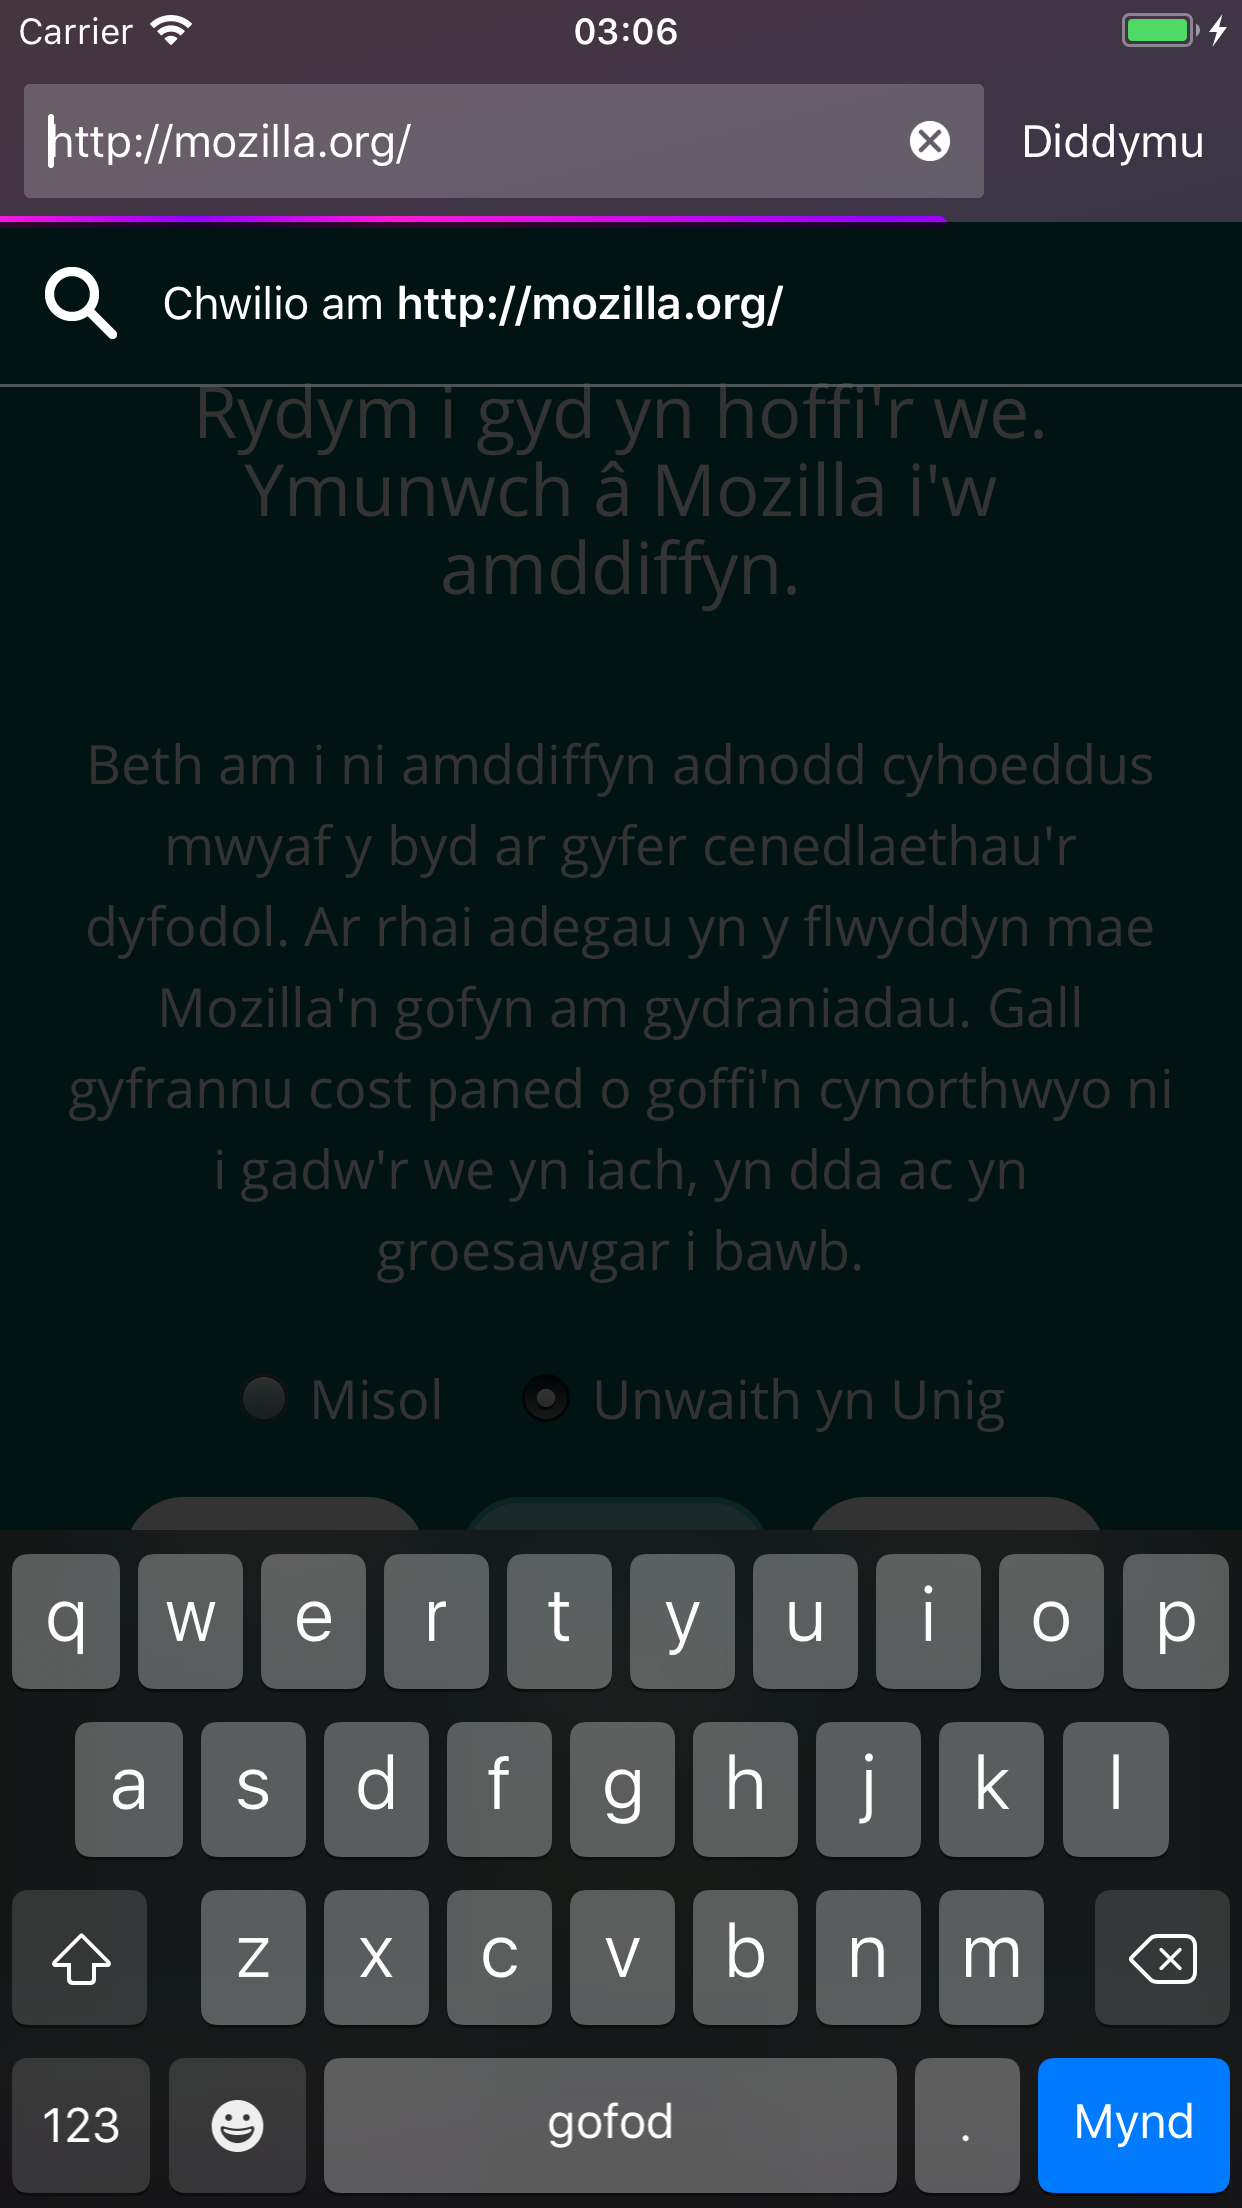 Carrier 03:06
http://mozilla.org/ Diddymu
Chwilio am http://mozilla.org/
Rydym i gyd yn hoffi'r we.
Ymunwch â Mozilla i'w
amddiffyn.
Beth am i ni amddiffyn adnodd cyhoeddus
mwyaf y byd ar gyfer cenedlaethau'r
dyfodol. Ar rhai adegau yn y flwyddyn mae
Mozilla'n gofyn am gydraniadau. Gall
gyfrannu cost paned o goffi'n cynorthwyo ni
i gadw'r we yn iach, yn dda ac yn
groesawgar i bawb.
Misol Unwaith yn Unig
q w e r t y u i o p
a s d f g h j k l
z x c v b n m
123 gofod . Mynd